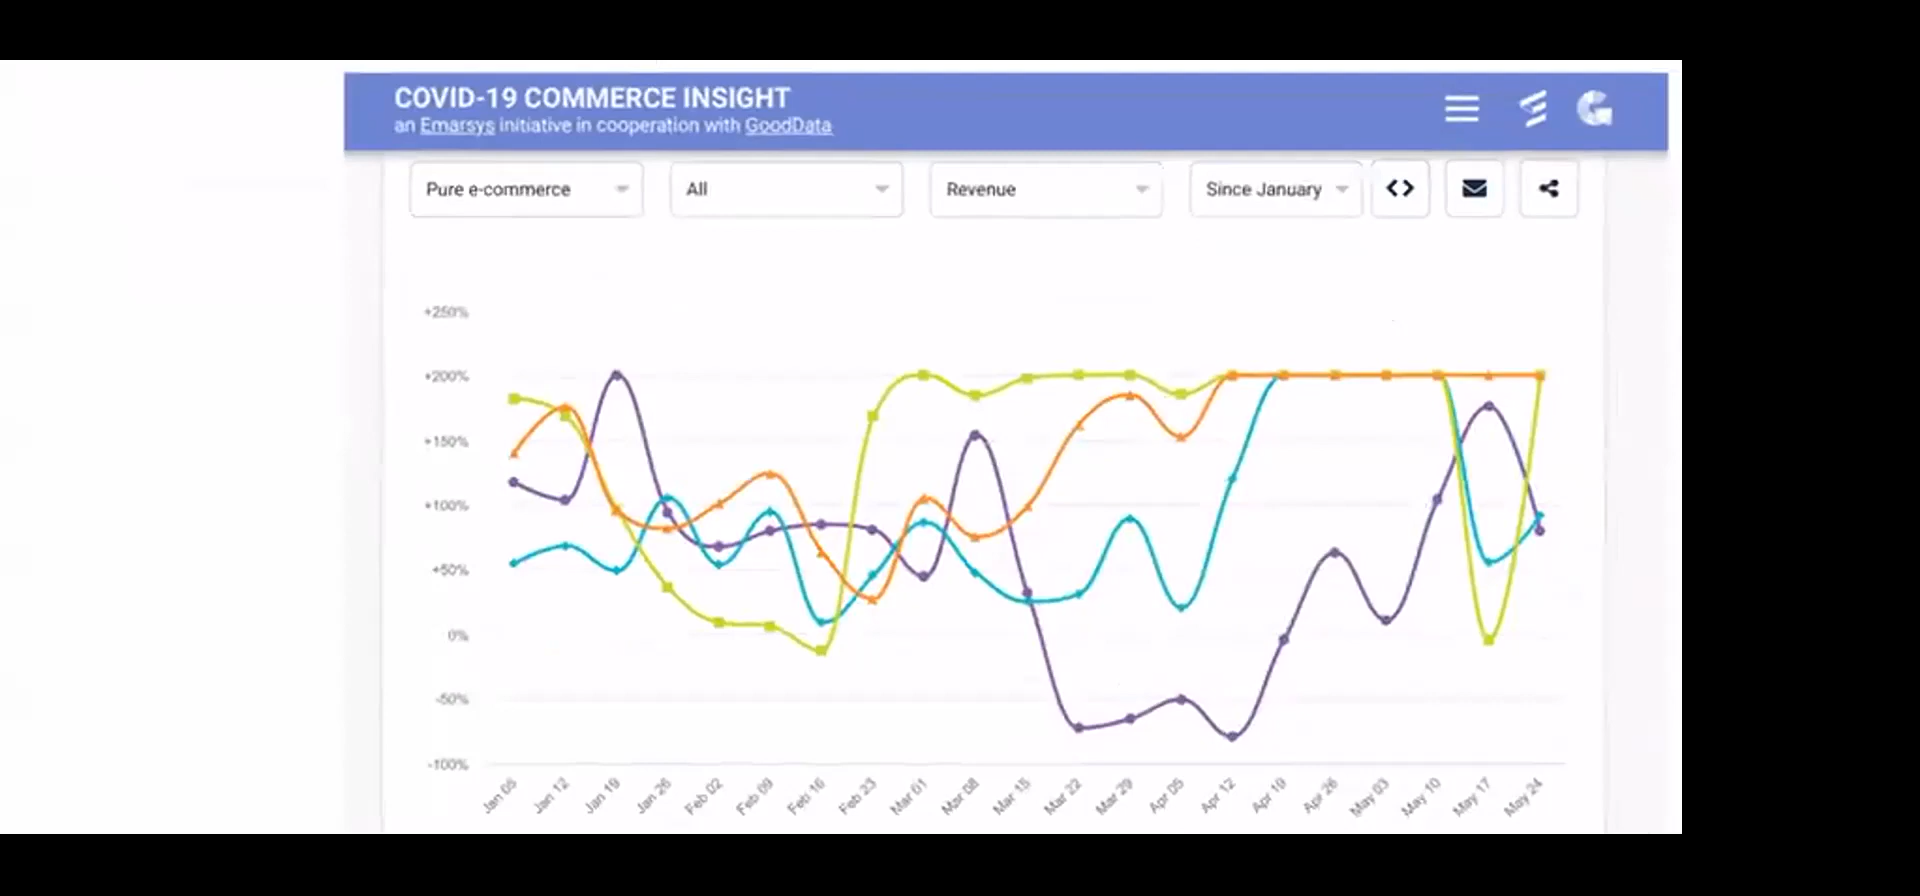 COVID-19 COMMERCE INSIGHT
an Emarsys initiative in cooperation with GoodData
Pure e-commerce All Revenue Since January
+250%
+200%
+150%
+100%
+50%
0%
-50%
-100%
Jan 05 Jan 12 Jan 19 Jan 26 Feb 02 Feb 09 Feb 16 Feb 23 Mar 01 Mar 08 Mar 15 Mar 22 Mar 29 Apr 05 Apr 12 Apr 19 Apr 26 May 03 May 10 May 17 May 24